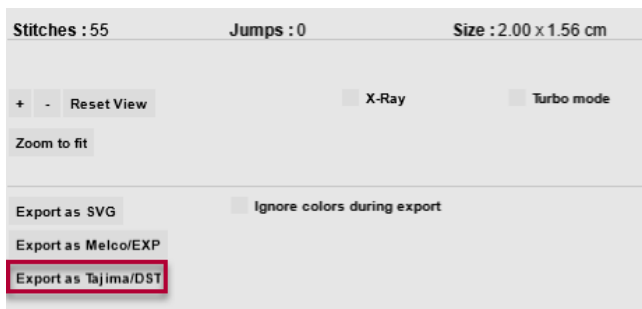 Stitches : 55 Jumps : 0 Size : 2.00 x 1.56 cm
+ - Reset View X-Ray Turbo mode
Zoom to fit
Export as SVG Ignore colors during export
Export as Melco/EXP
Export as Tajima/DST